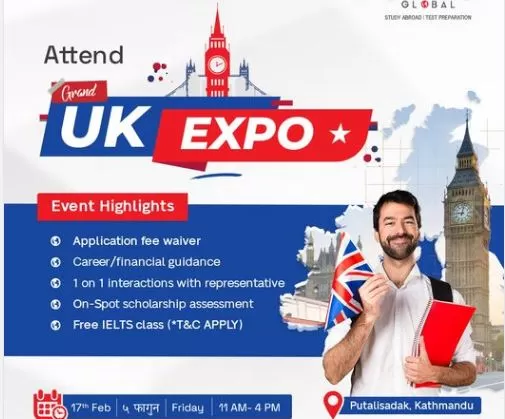 GLOBAL
STUDY ABROAD | TEST PREPARATION
Attend
Grand
UK EXPO
Event Highlights
Application fee waiver
Career/financial guidance
1 on 1 interactions with representative
On-Spot scholarship assessment
Free IELTS class (*T&C APPLY)
17th Feb | ५ फागुन | Friday | 11 AM- 4 PM
Putalisadak, Kathmandu